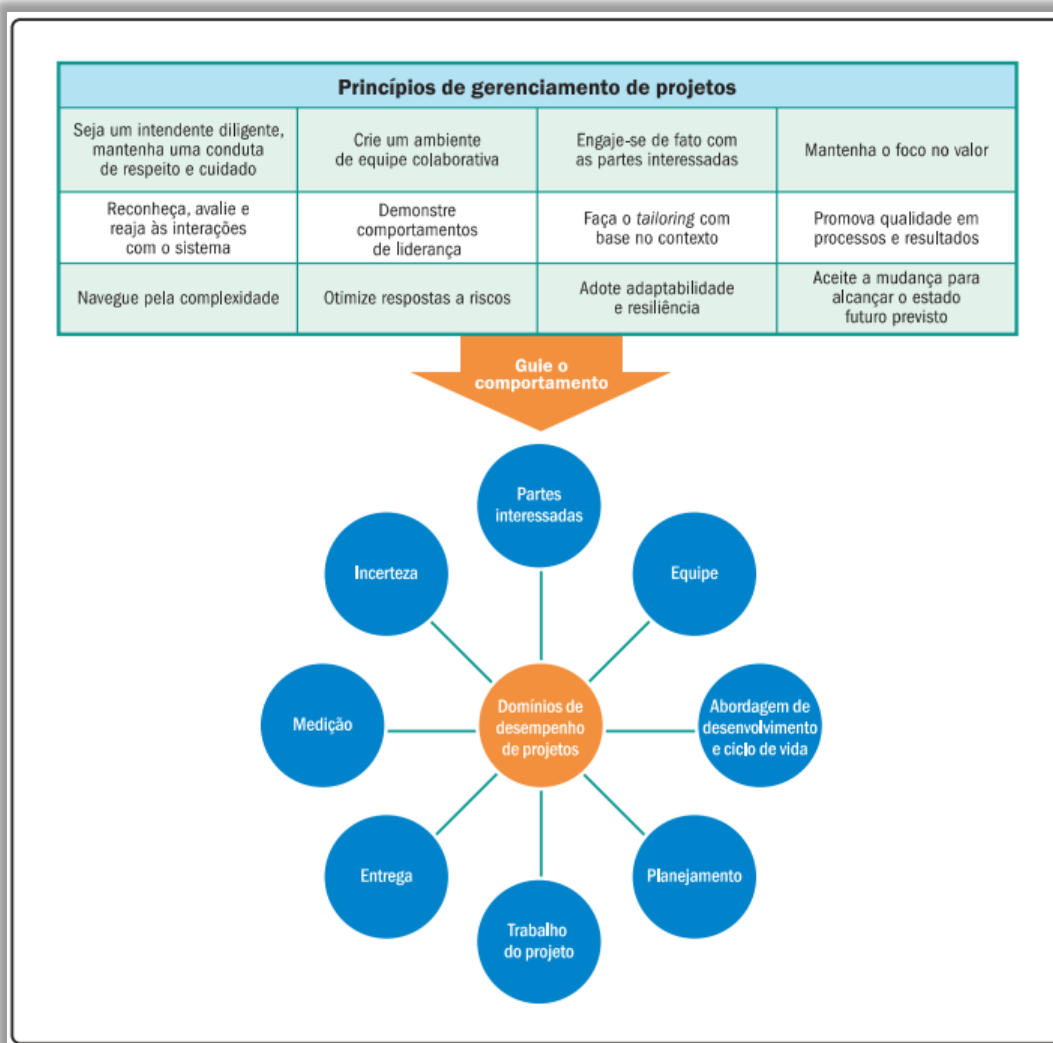 Princípios de gerenciamento de projetos
Seja um intendente diligente,
mantenha uma conduta
de respeito e cuidado
Crie um ambiente
de equipe colaborativa
Engaje-se de fato com
as partes interessadas
Mantenha o foco no valor
Reconheça, avalie e
reaja às interações
com o sistema
Demonstre
comportamentos
de liderança
Faça o tailoring com
base no contexto
Promova qualidade em
processos e resultados
Navegue pela complexidade
Otimize respostas a riscos
Adote adaptabilidade
e resiliência
Aceite a mudança para
alcançar o estado
futuro previsto
Guie o
comportamento
Partes
interessadas
Incerteza
Equipe
Domínios de
desempenho
de projetos
Medição
Abordagem de
desenvolvimento
e ciclo de vida
Entrega
Planejamento
Trabalho
do projeto